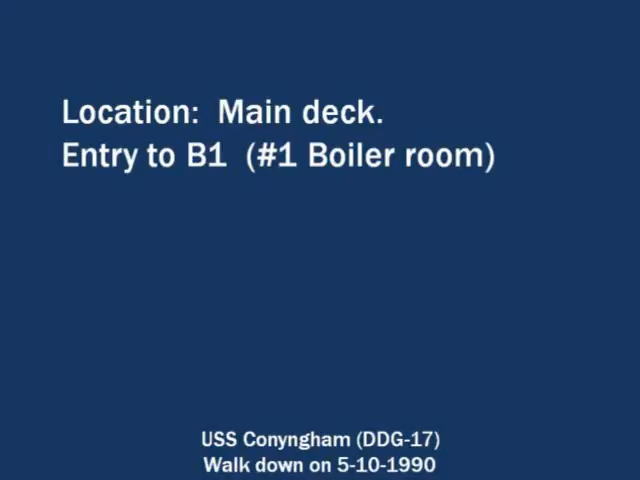 Location:  Main deck.
Entry to B1  (#1 Boiler room)
USS Conyngham (DDG-17)
Walk down on 5-10-1990